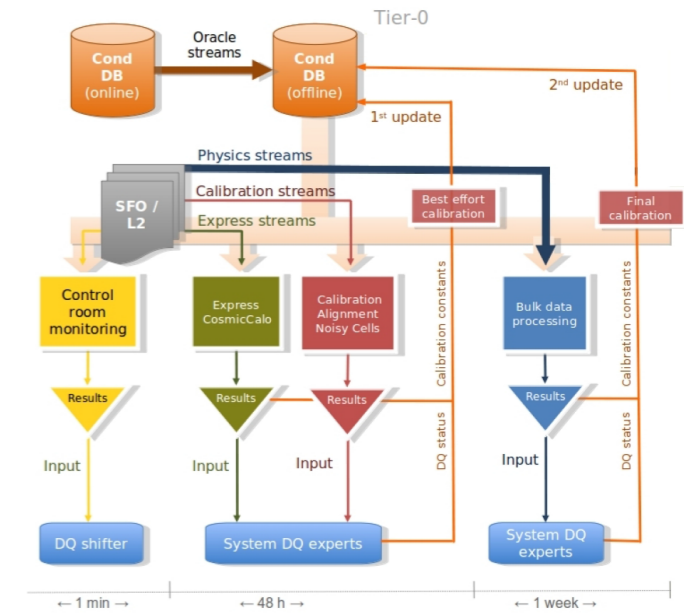 Tier-0
Oracle
streams
Cond
DB
(online)
Cond
DB
(offline)
2nd update
1st update
Physics streams
Calibration streams
Express streams
SFO /
L2
Best effort
calibration
Final
calibration
Control
room
monitoring
Express
CosmicCalo
Calibration
Alignment
Noisy Cells
Calibration constants
Bulk data
processing
Calibration constants
Results
Results
Results
Results
DQ status
DQ status
Input
Input
Input
Input
DQ shifter
System DQ experts
System DQ
experts
← 1 min →
← 48 h →
← 1 week →